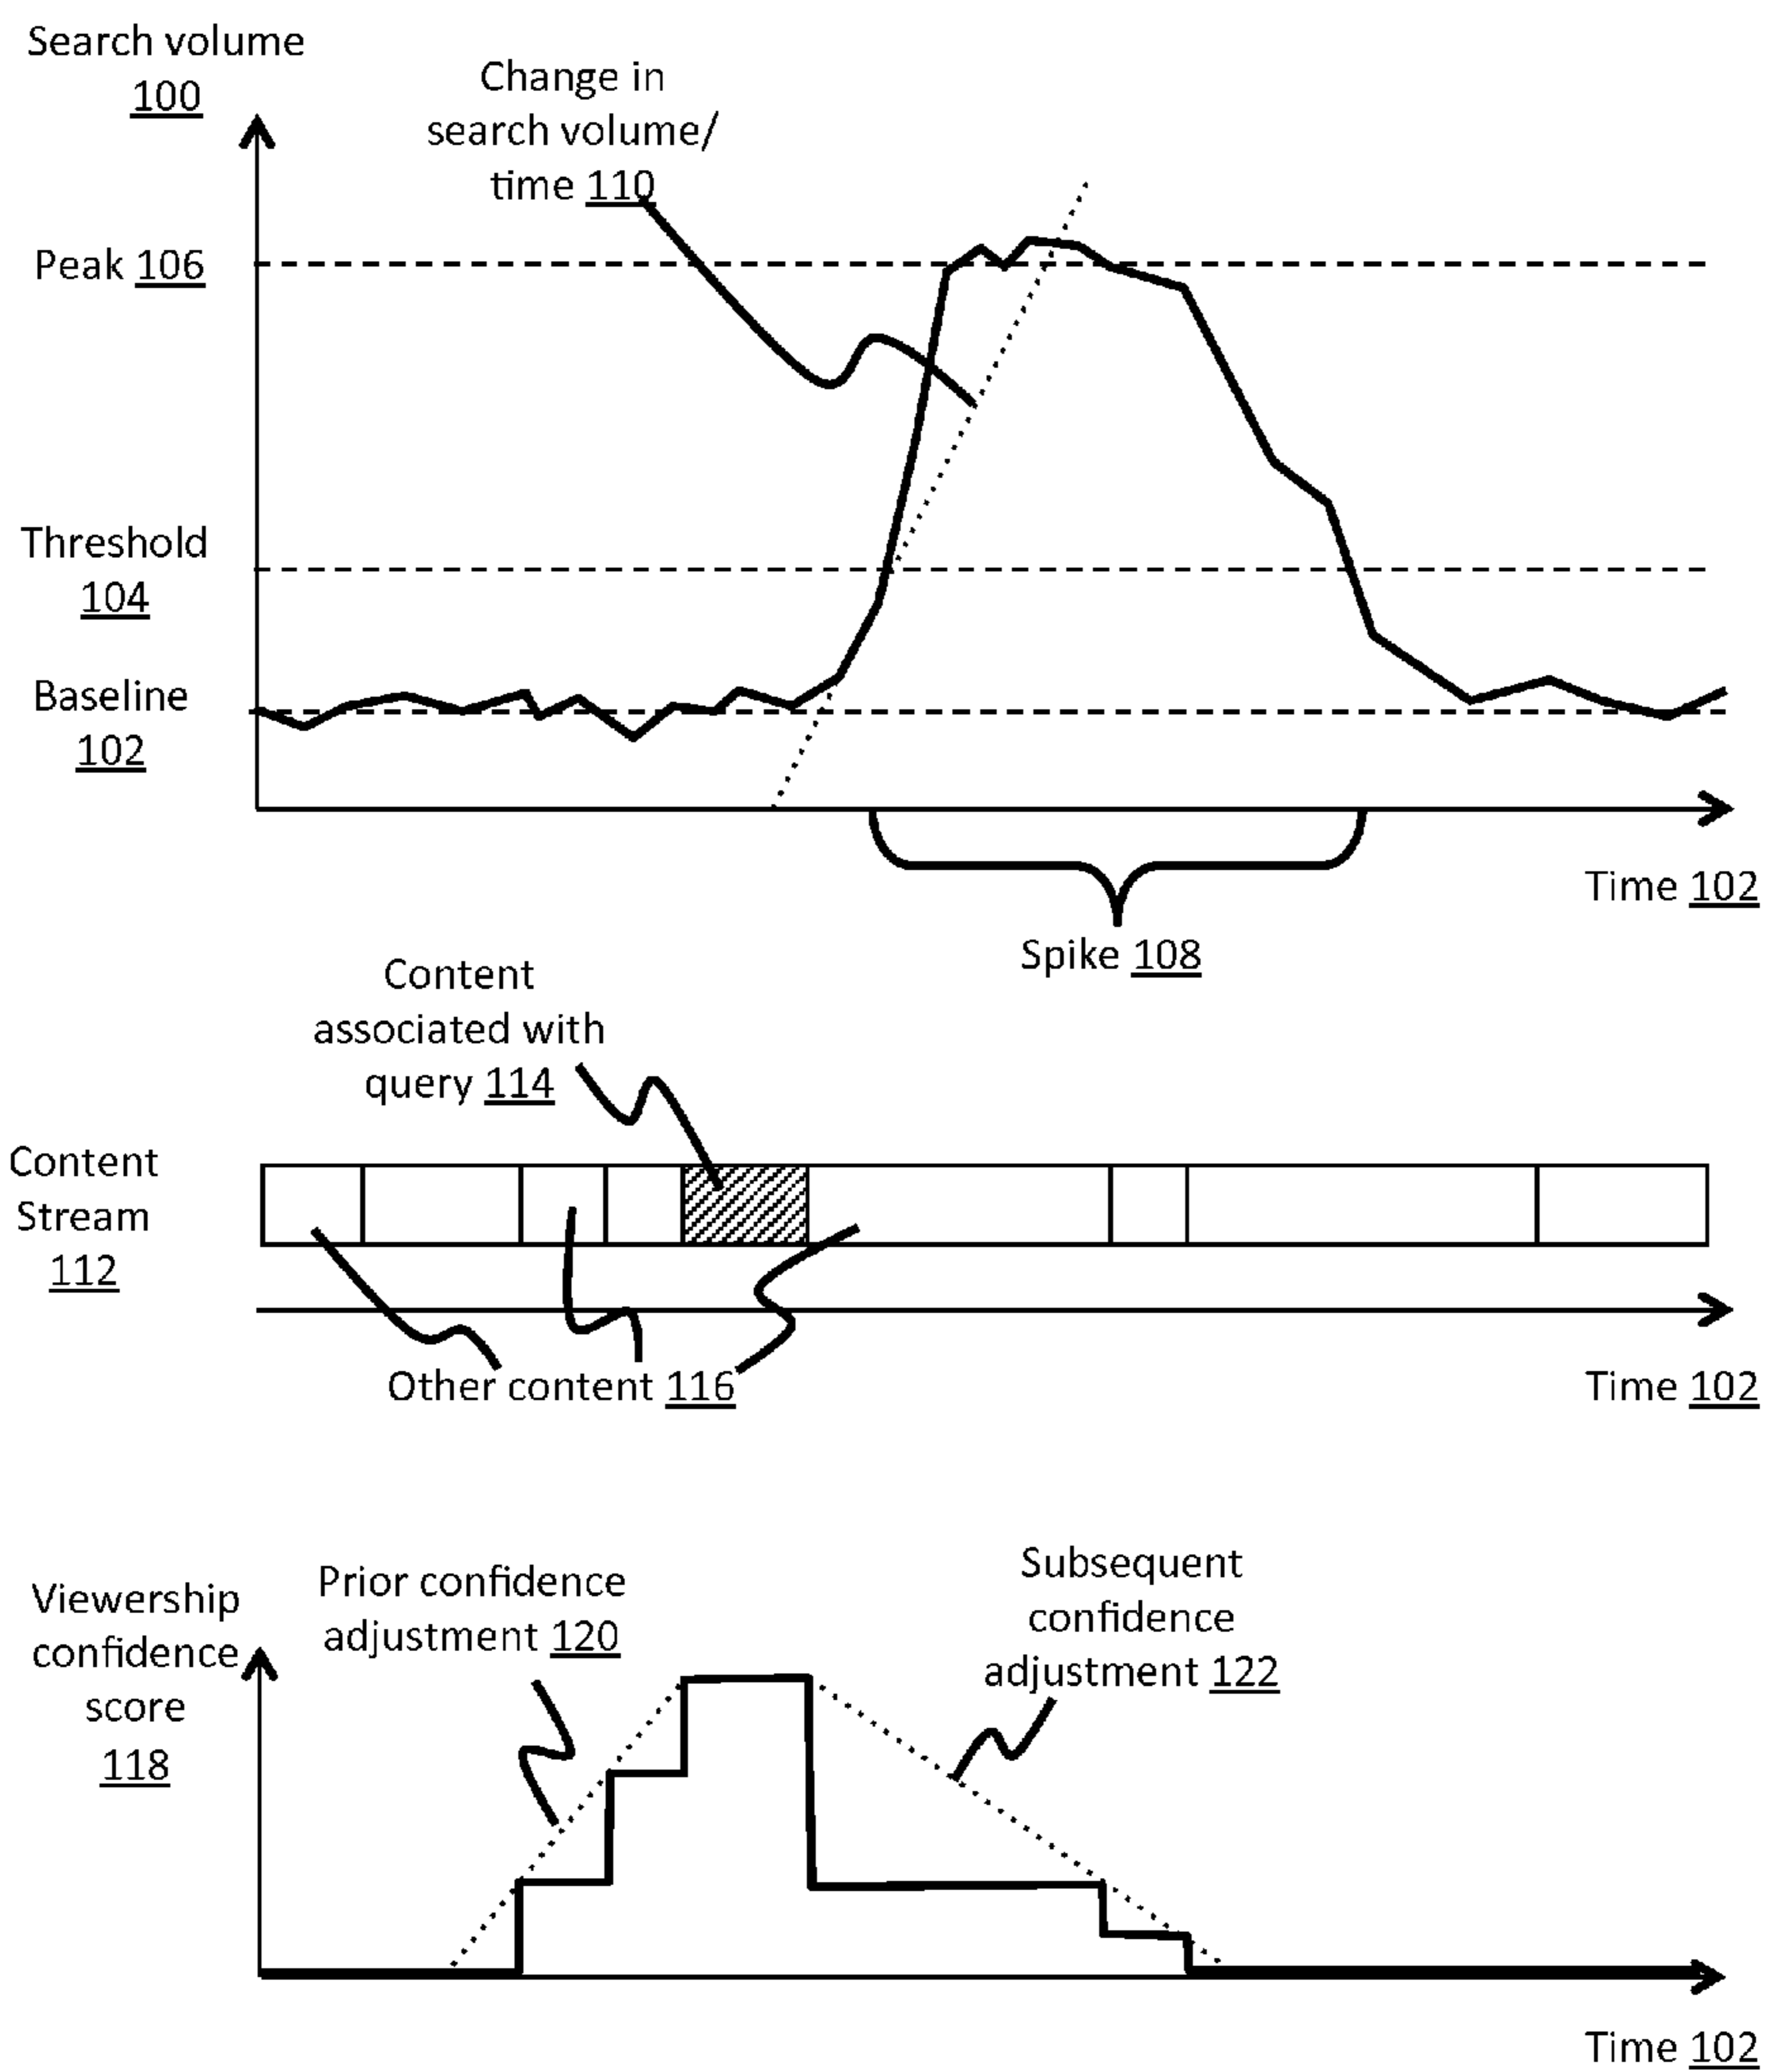 Search volume
100
Change in
search volume/
time 110
Peak 106
Threshold
104
Baseline
102
Time 102
Spike 108
Content
associated with
query 114
Content
Stream
112
Other content 116
Time 102
Viewership
confidence
score
118
Prior confidence
adjustment 120
Subsequent
confidence
adjustment 122
Time 102